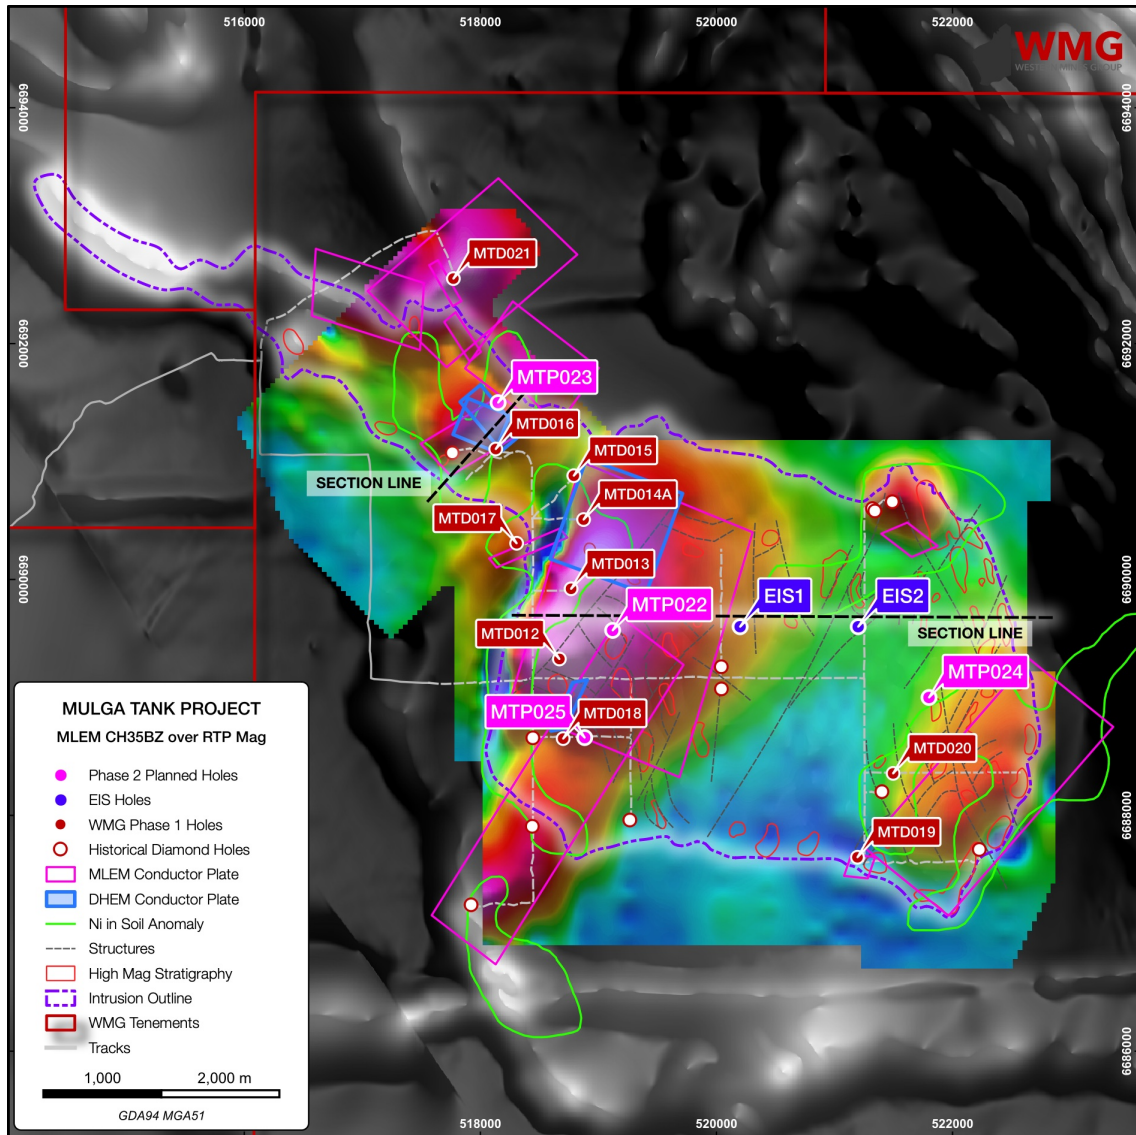 516000
518000
520000
522000
WMG
WESTERN MINES GROUP
6694000
6694000
MTD021
6692000
6692000
MTP023
MTD016
MTD015
SECTION LINE
MTD014A
MTD017
MTD013
6690000
6690000
MTP022
EIS1
EIS2
MTD012
SECTION LINE
MTP024
MTP025
MTD018
MTD020
MTD019
6688000
6686000
MULGA TANK PROJECT
MLEM CH35BZ over RTP Mag
Phase 2 Planned Holes
EIS Holes
WMG Phase 1 Holes
Historical Diamond Holes
MLEM Conductor Plate
DHEM Conductor Plate
Ni in Soil Anomaly
Structures
High Mag Stratigraphy
Intrusion Outline
WMG Tenements
Tracks
1,000
2,000 m
GDA94 MGA51
518000
520000
522000